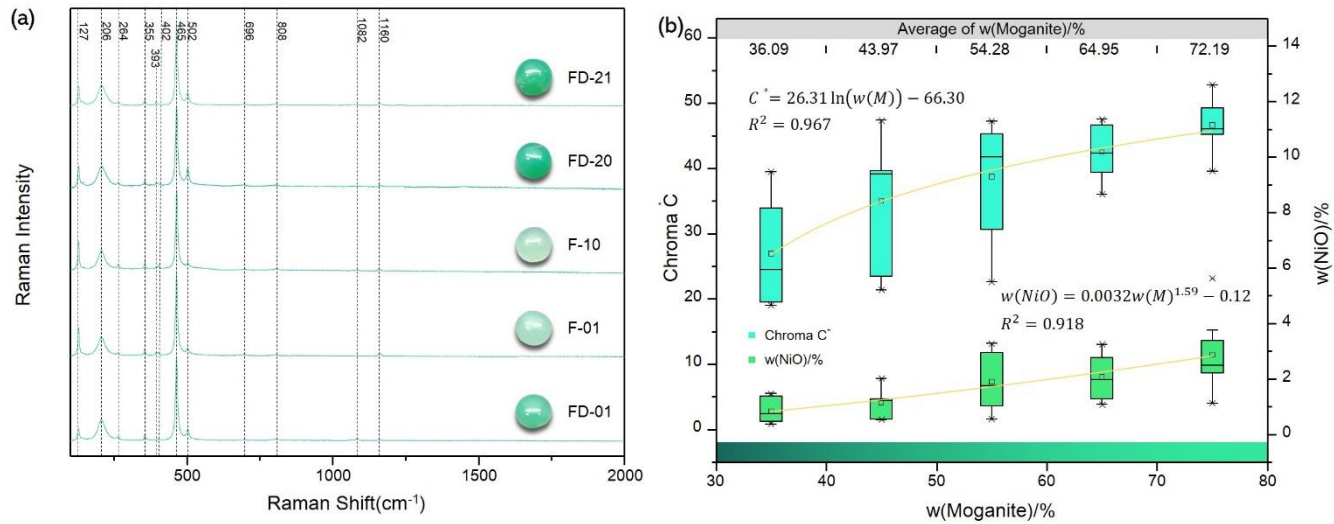 (a)
127
206
264
355
393
402
465
502
696
808
1082
1160
FD-21
FD-20
F-10
F-01
FD-01
Raman Intensity
500
1000
1500
2000
Raman Shift(cm⁻¹)
(b)
Average of w(Moganite)/%
36.09
43.97
54.28
64.95
72.19
C* = 26.31 ln(w(M)) − 66.30
R² = 0.967
w(NiO) = 0.0032w(M)^1.59 − 0.12
R² = 0.918
Chroma C*
w(NiO)/%
Chroma C*
60
50
40
30
20
10
0
14
12
10
8
6
4
2
0
w(NiO)/%
30
40
50
60
70
80
w(Moganite)/%